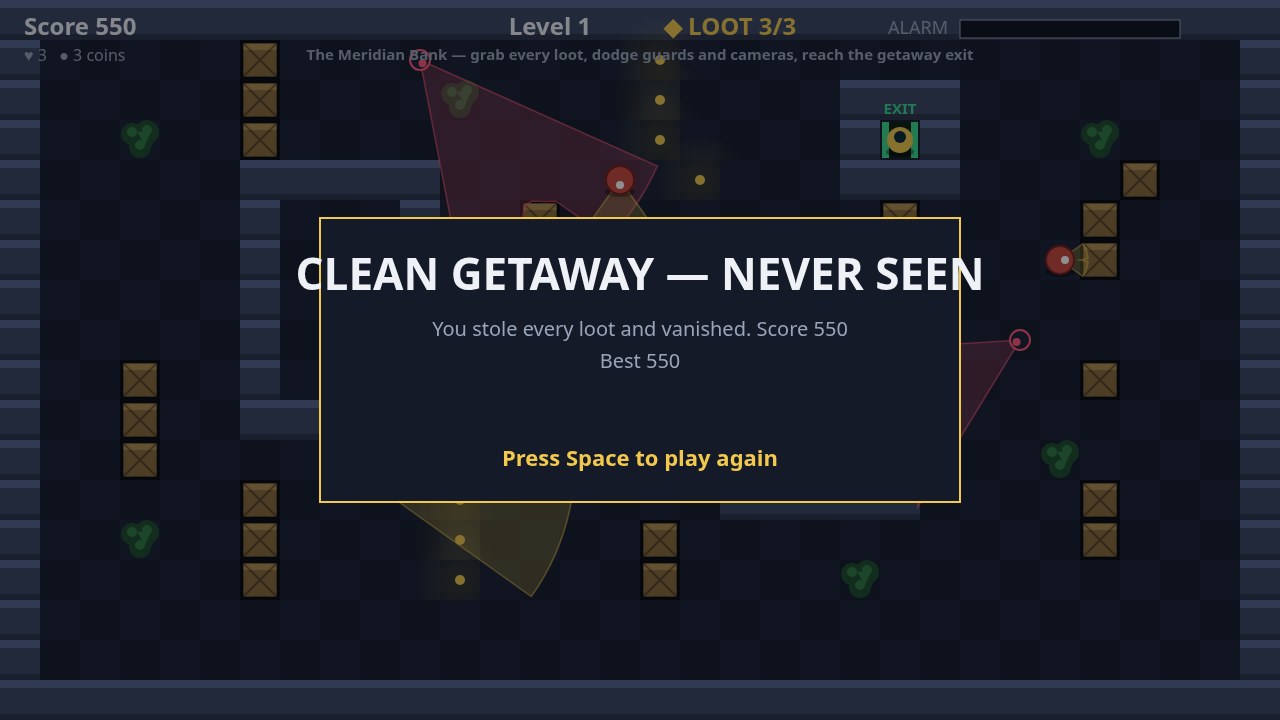 Score 550
Level 1
◆ LOOT 3/3
ALARM
♥ 3 ● 3 coins
The Meridian Bank — grab every loot, dodge guards and cameras, reach the getaway exit
EXIT
CLEAN GETAWAY — NEVER SEEN
You stole every loot and vanished. Score 550
Best 550
Press Space to play again